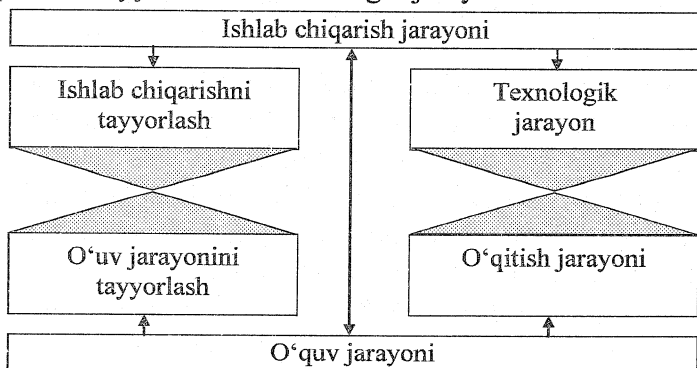 Ishlab chiqarish jarayoni
Ishlab chiqarishni
tayyorlash
Texnologik
jarayon
O‘uv jarayonini
tayyorlash
O‘qitish jarayoni
O‘quv jarayoni